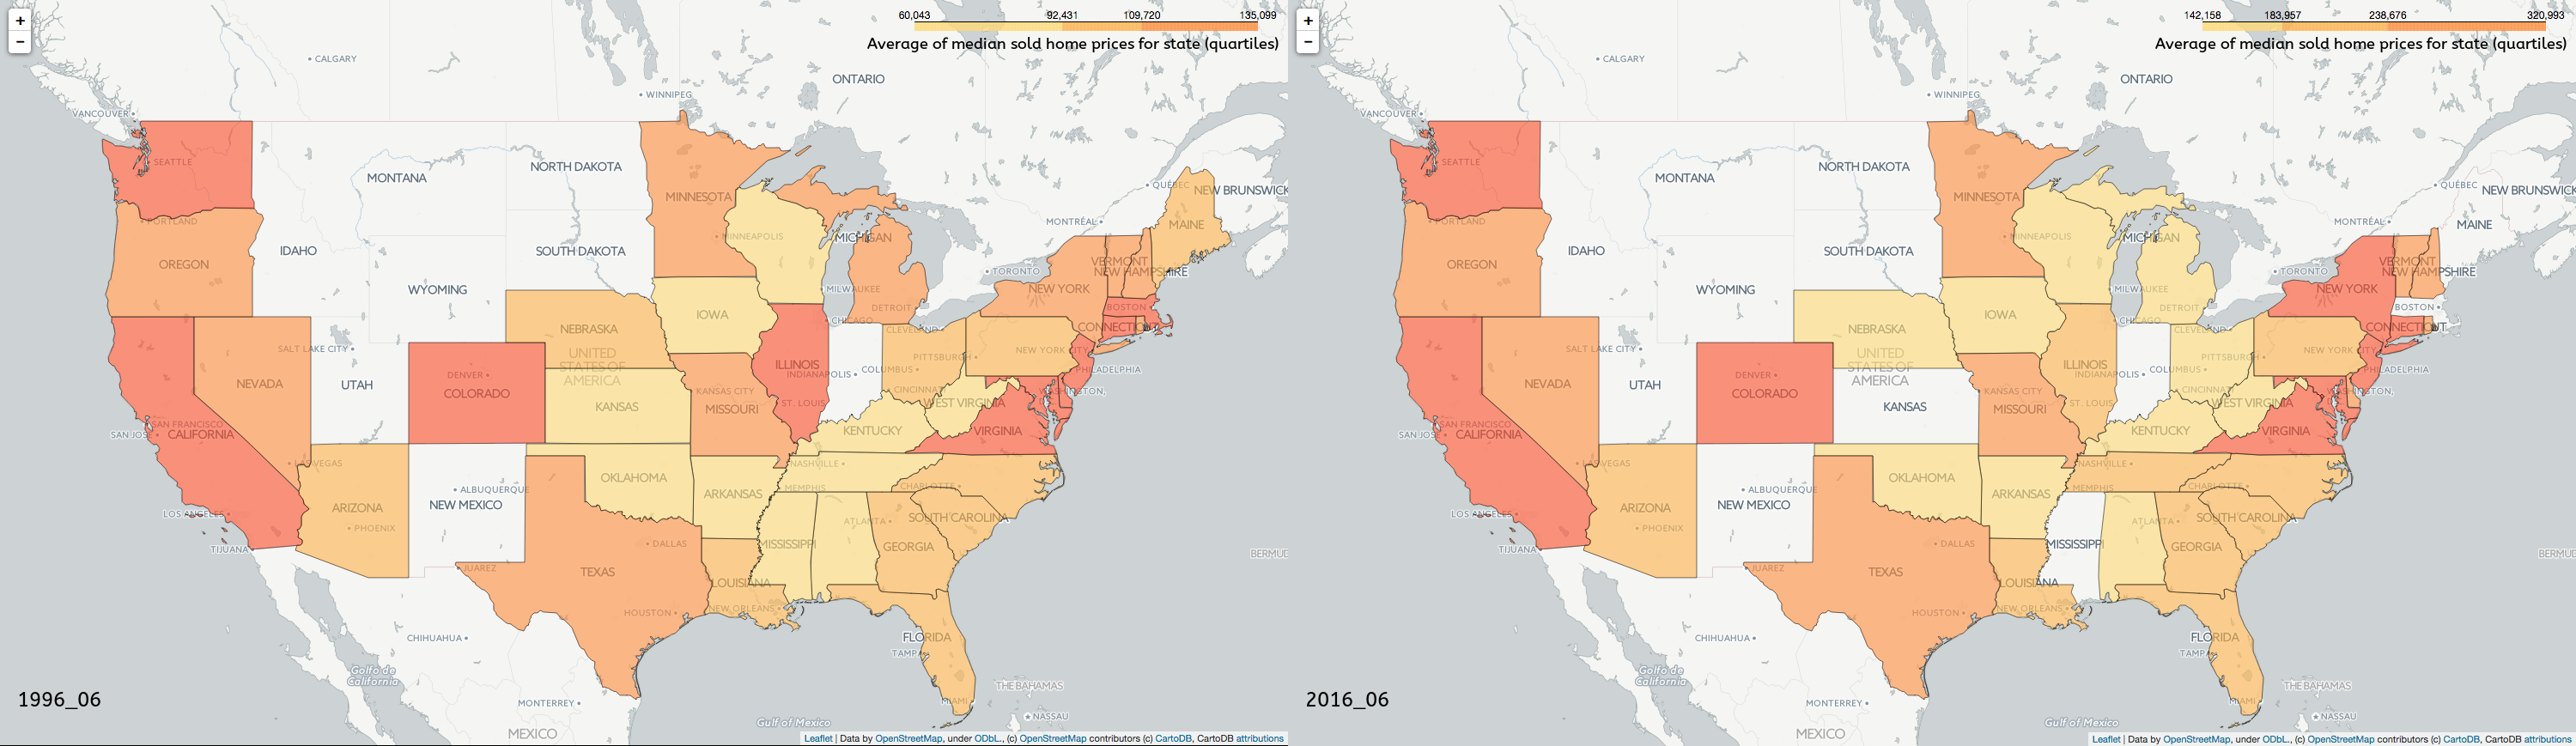 +
−
60,043 92,431 109,720 135,099
Average of median sold home prices for state (quartiles)
CALGARY
ONTARIO
WINNIPEG
VANCOUVER
SEATTLE
NORTH DAKOTA
MONTANA
QUÉBEC
NEW BRUNSWICK
MINNESOTA
PORTLAND
MONTRÉAL
MAINE
MINNEAPOLIS
MICHIGAN
IDAHO
SOUTH DAKOTA
OREGON
VERMONT
TORONTO
NEW HAMPSHIRE
WYOMING
MILWAUKEE
NEW YORK
DETROIT
BOSTON
IOWA
CHICAGO
NEBRASKA
CLEVELAND
CONNECTICUT
SALT LAKE CITY
UNITED
STATES OF
AMERICA
PITTSBURGH
NEW YORK CITY
ILLINOIS
DENVER
INDIANAPOLIS
COLUMBUS
PHILADELPHIA
NEVADA
UTAH
COLORADO
KANSAS CITY
CINCINNATI
WASHINGTON,
KANSAS
MISSOURI
ST. LOUIS
WEST VIRGINIA
SAN FRANCISCO
SAN JOSE
CALIFORNIA
KENTUCKY
VIRGINIA
LAS VEGAS
NASHVILLE
OKLAHOMA
ALBUQUERQUE
MEMPHIS
CHARLOTTE
ARKANSAS
NEW MEXICO
ARIZONA
LOS ANGELES
PHOENIX
ATLANTA
SOUTH CAROLINA
TIJUANA
DALLAS
MISSISSIPPI
GEORGIA
BERMUD
JUAREZ
TEXAS
LOUISIANA
HOUSTON
NEW ORLEANS
CHIHUAHUA
FLORIDA
TAMPA
Golfo de
California
THE BAHAMAS
1996_06
MONTERREY
MIAMI
NASSAU
Gulf of Mexico
MEXICO
Leaflet | Data by OpenStreetMap, under ODbL., (c) OpenStreetMap contributors (c) CartoDB, CartoDB attributions
+
−
142,158 183,957 238,676 320,993
Average of median sold home prices for state (quartiles)
CALGARY
ONTARIO
WINNIPEG
VANCOUVER
SEATTLE
NORTH DAKOTA
MONTANA
QUÉBEC
NEW BRUNSWICK
MINNESOTA
PORTLAND
MONTRÉAL
MAINE
MINNEAPOLIS
MICHIGAN
IDAHO
SOUTH DAKOTA
OREGON
VERMONT
TORONTO
NEW HAMPSHIRE
WYOMING
MILWAUKEE
NEW YORK
DETROIT
BOSTON
IOWA
CHICAGO
NEBRASKA
CLEVELAND
CONNECTICUT
SALT LAKE CITY
UNITED
STATES OF
AMERICA
PITTSBURGH
NEW YORK CITY
ILLINOIS
DENVER
INDIANAPOLIS
COLUMBUS
PHILADELPHIA
NEVADA
UTAH
COLORADO
KANSAS CITY
CINCINNATI
WASHINGTON,
KANSAS
MISSOURI
ST. LOUIS
WEST VIRGINIA
SAN FRANCISCO
SAN JOSE
CALIFORNIA
KENTUCKY
VIRGINIA
LAS VEGAS
NASHVILLE
OKLAHOMA
ALBUQUERQUE
MEMPHIS
CHARLOTTE
ARKANSAS
NEW MEXICO
ARIZONA
LOS ANGELES
PHOENIX
ATLANTA
SOUTH CAROLINA
TIJUANA
DALLAS
MISSISSIPPI
GEORGIA
BERMUD
JUAREZ
TEXAS
LOUISIANA
HOUSTON
NEW ORLEANS
CHIHUAHUA
FLORIDA
TAMPA
Golfo de
California
THE BAHAMAS
2016_06
MONTERREY
MIAMI
NASSAU
Gulf of Mexico
MEXICO
Leaflet | Data by OpenStreetMap, under ODbL., (c) OpenStreetMap contributors (c) CartoDB, CartoDB attributions